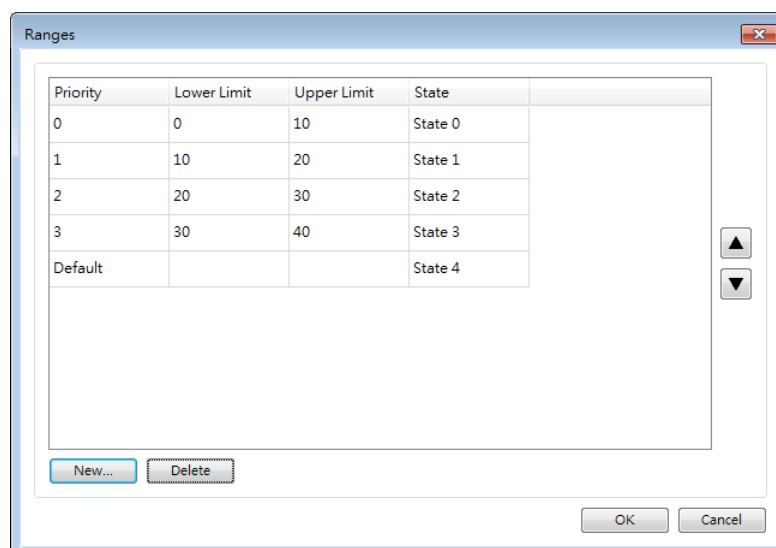 Ranges
Priority Lower Limit Upper Limit State
0 0 10 State 0
1 10 20 State 1
2 20 30 State 2
3 30 40 State 3
Default State 4
New... Delete
OK Cancel